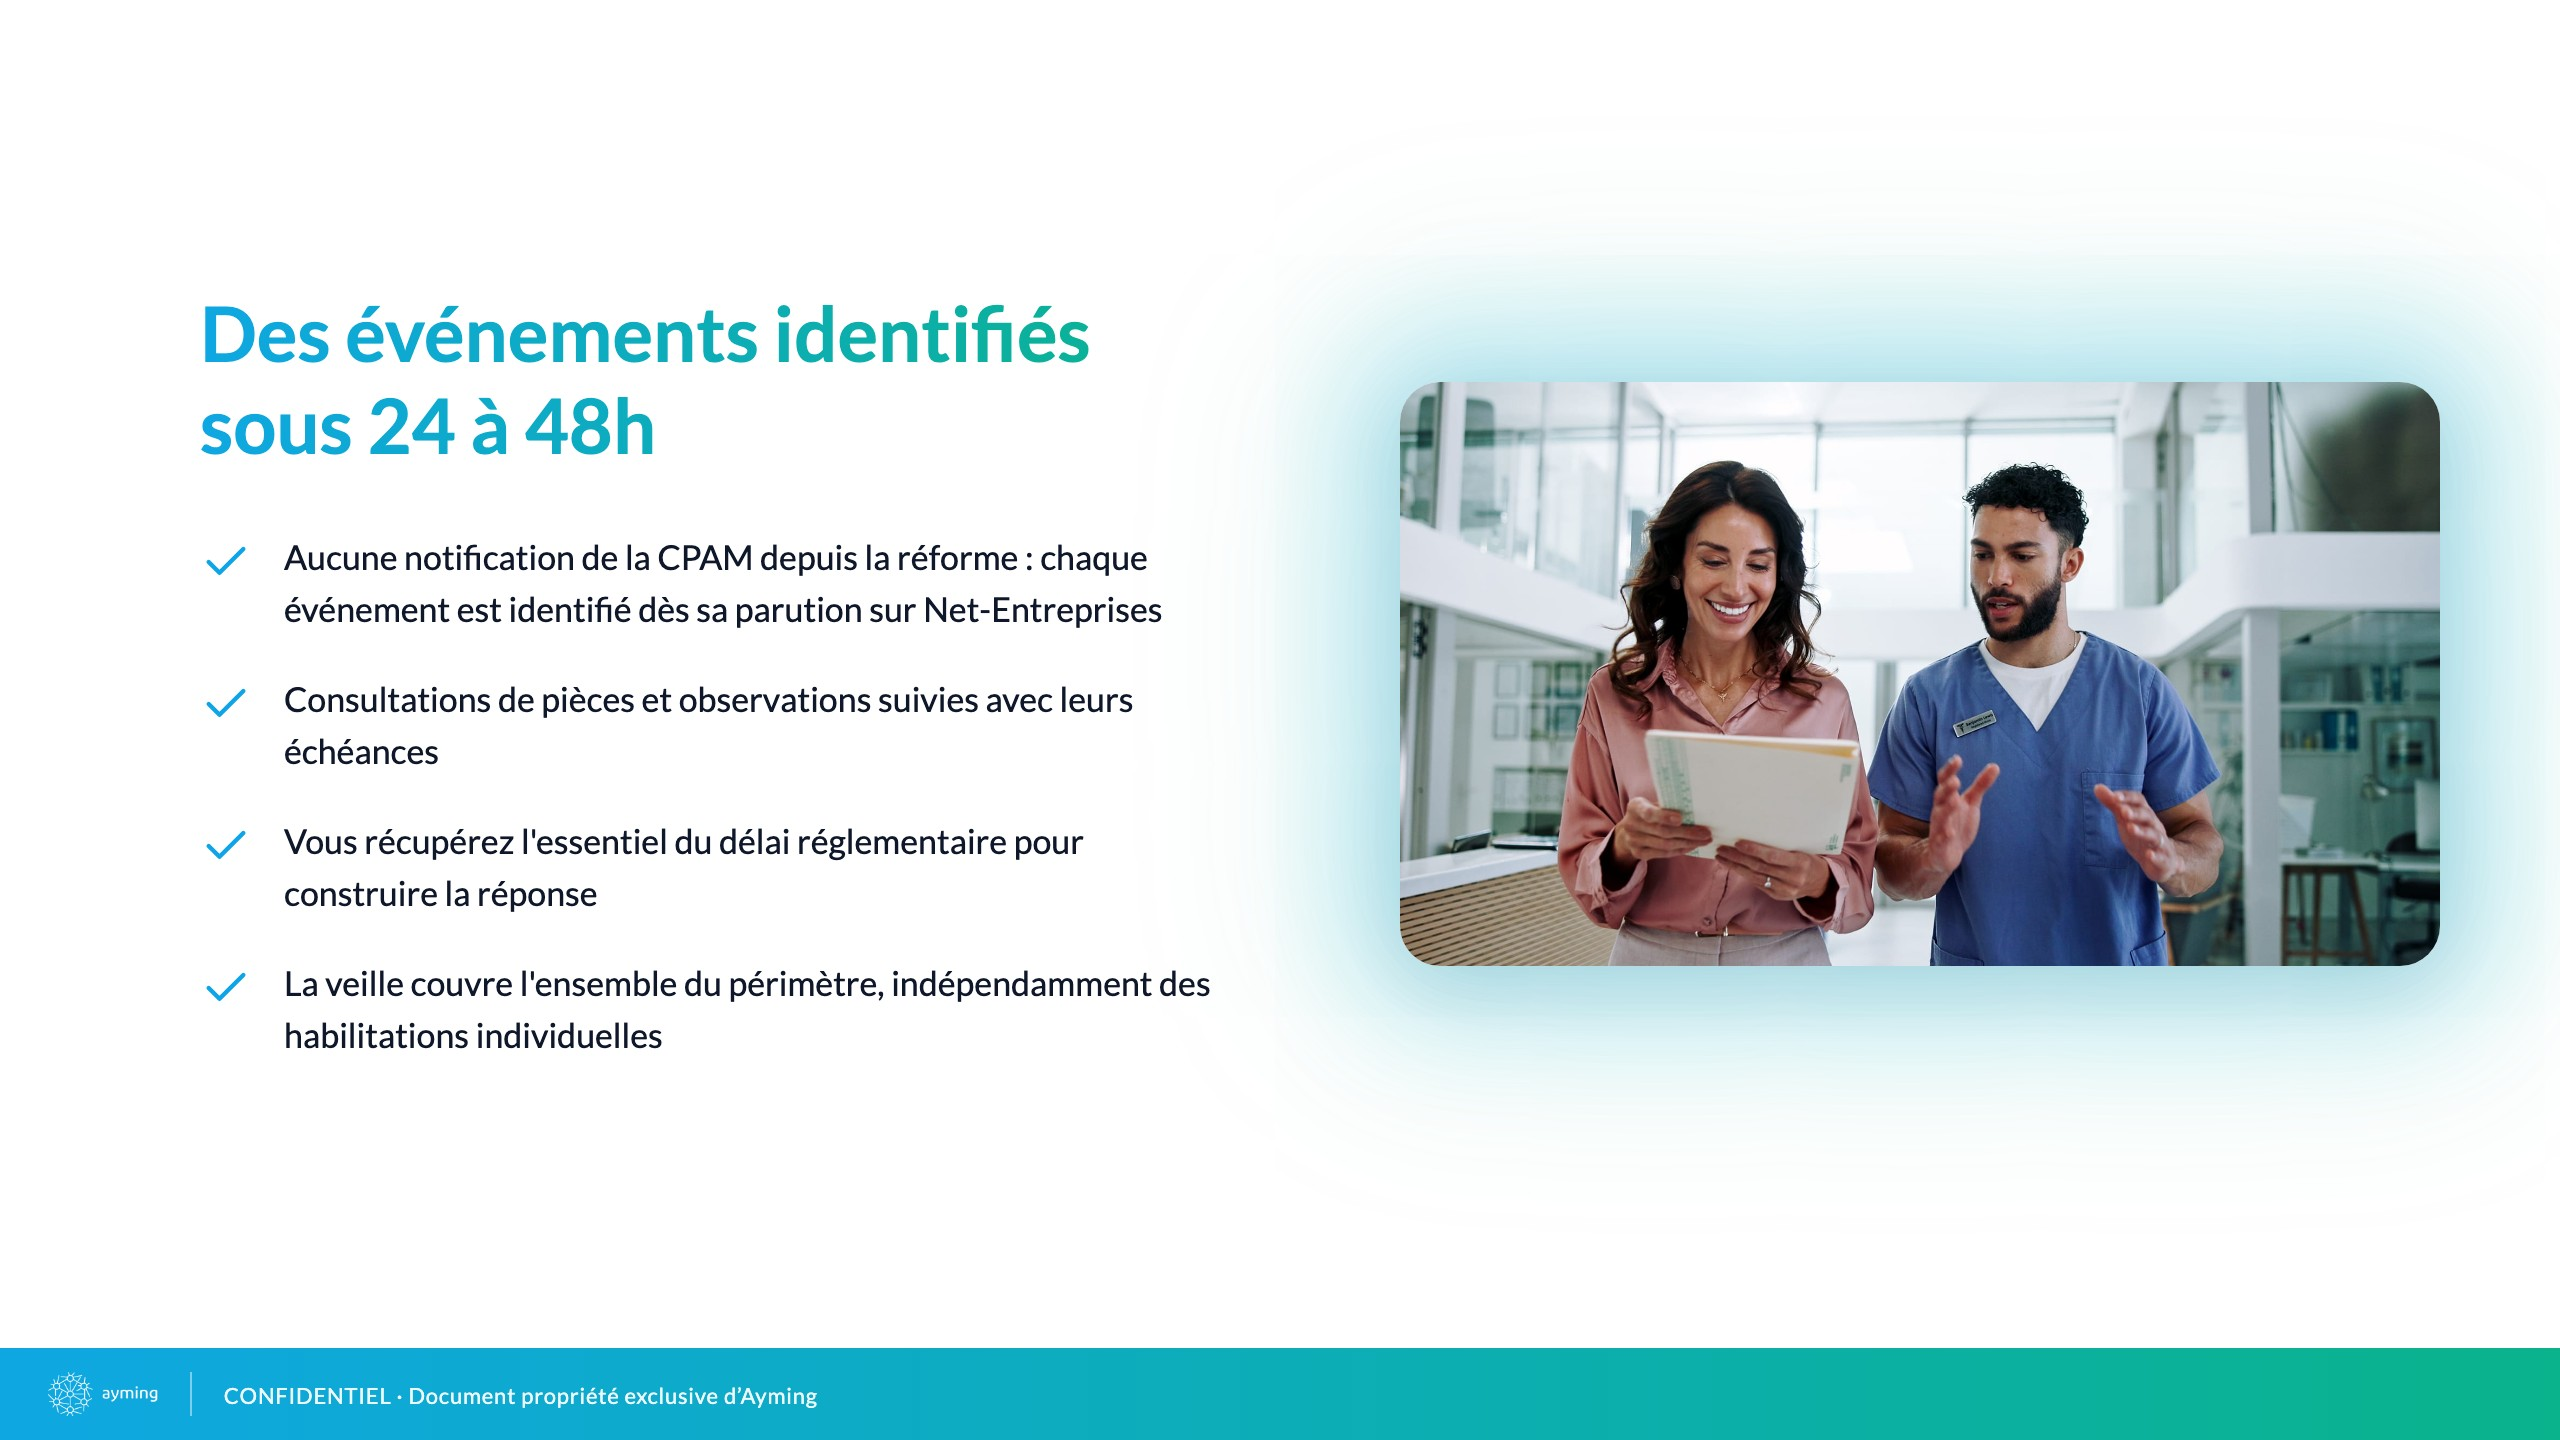 Des événements identifiés
sous 24 à 48h
Aucune notification de la CPAM depuis la réforme : chaque
événement est identifié dès sa parution sur Net-Entreprises
Consultations de pièces et observations suivies avec leurs
échéances
Vous récupérez l'essentiel du délai réglementaire pour
construire la réponse
La veille couvre l'ensemble du périmètre, indépendamment des
habilitations individuelles
ayming
CONFIDENTIEL · Document propriété exclusive d’Ayming